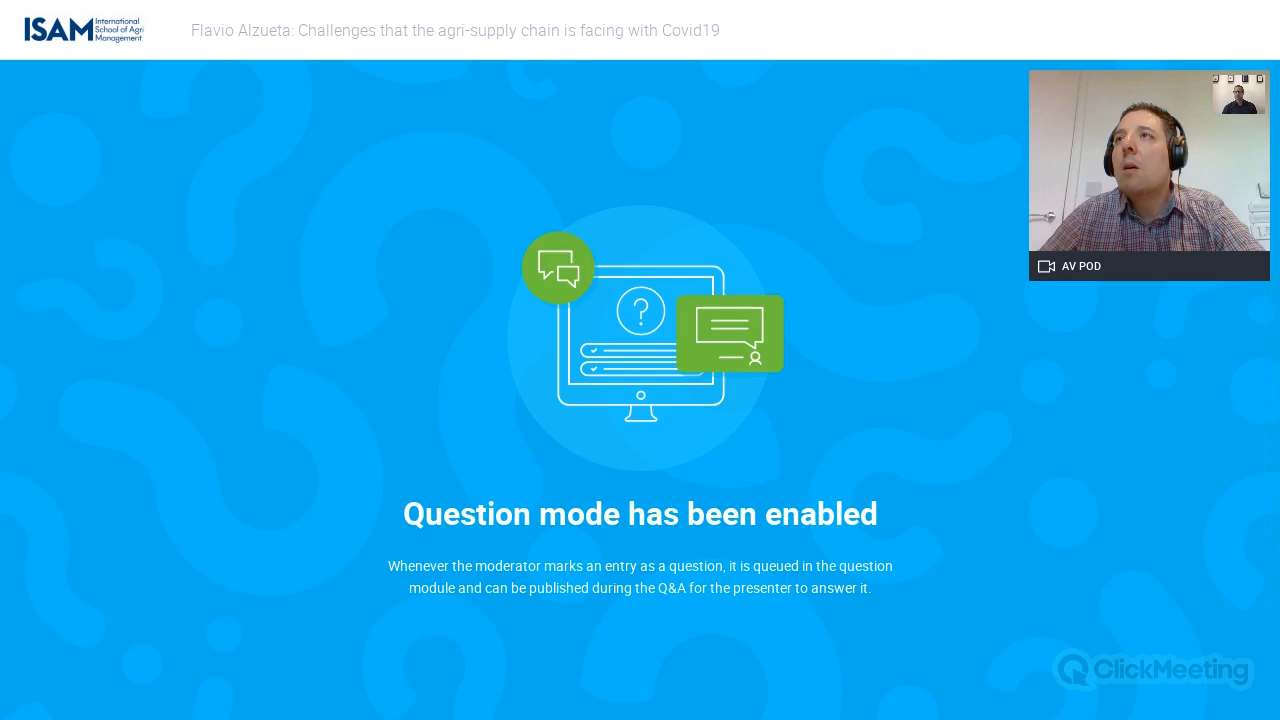 ISAM International
School of Agri
Management
Flavio Alzueta: Challenges that the agri-supply chain is facing with Covid19
AV POD
Question mode has been enabled
Whenever the moderator marks an entry as a question, it is queued in the question
module and can be published during the Q&A for the presenter to answer it.
ClickMeeting